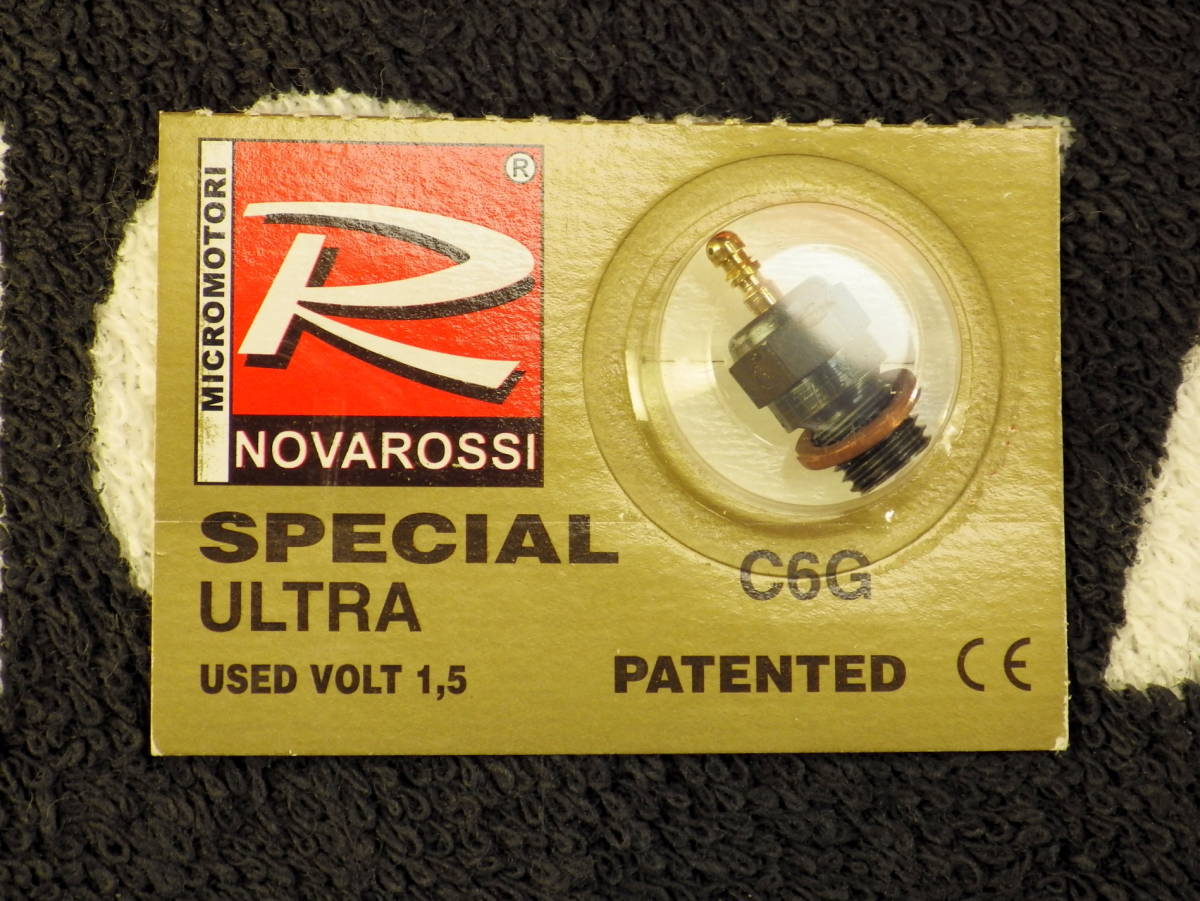 MICROMOTORI
®
NOVAROSSI
SPECIAL
ULTRA
C6G
USED VOLT 1,5
PATENTED CE